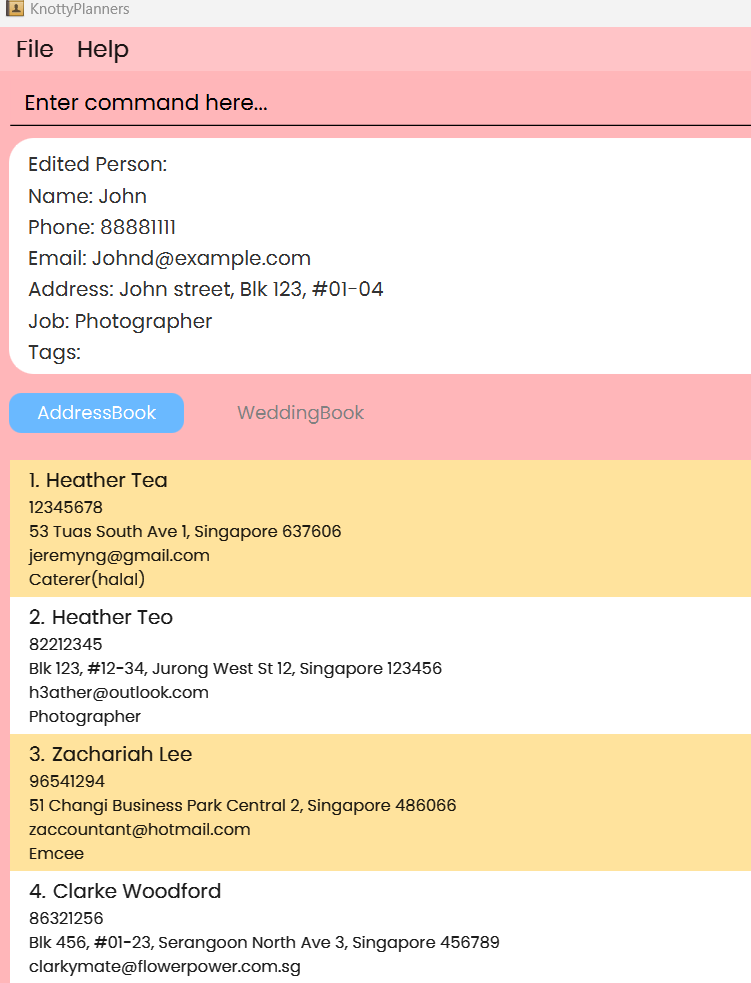 KnottyPlanners
File Help
Enter command here...
Edited Person:
Name: John
Phone: 88881111
Email: Johnd@example.com
Address: John street, Blk 123, #01-04
Job: Photographer
Tags:
AddressBook WeddingBook
1. Heather Tea
12345678
53 Tuas South Ave 1, Singapore 637606
jeremyng@gmail.com
Caterer(halal)
2. Heather Teo
82212345
Blk 123, #12-34, Jurong West St 12, Singapore 123456
h3ather@outlook.com
Photographer
3. Zachariah Lee
96541294
51 Changi Business Park Central 2, Singapore 486066
zaccountant@hotmail.com
Emcee
4. Clarke Woodford
86321256
Blk 456, #01-23, Serangoon North Ave 3, Singapore 456789
clarkymate@flowerpower.com.sg